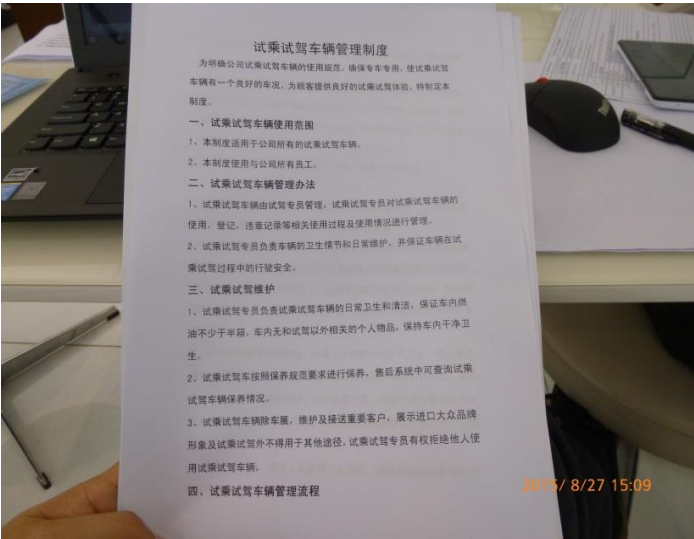 试乘试驾车辆管理制度
为明确公司试乘试驾车辆的使用规范，确保专车专用，使试乘试驾
车辆有一个良好的车况，为顾客提供良好的试乘试驾体验，特制定本
制度。
一、试乘试驾车辆使用范围
1、本制度适用于公司所有的试乘试驾车辆。
2、本制度使用与公司所有员工。
二、试乘试驾车辆管理办法
1、试乘试驾车辆由试驾专员管理，试乘试驾专员对试乘试驾车辆的
使用、登记、违章记录等相关使用过程及使用情况进行管理。
2、试乘试驾专员负责车辆的卫生情节和日常维护，并保证车辆在试
乘试驾过程中的行驶安全。
三、试乘试驾维护
1、试乘试驾专员负责试乘试驾车辆的日常卫生和清洁，保证车内燃
油不少于半箱，车内无和试驾以外相关的个人物品，保持车内干净卫
生。
2、试乘试驾车按照保养规范要求进行保养，售后系统中可查询试乘
试驾车辆保养情况。
3、试乘试驾车辆除车展，维护及接送重要客户，展示进口大众品牌
形象及试乘试驾外不得用于其他途径，试乘试驾专员有权拒绝他人使
用试乘试驾车辆。
四、试乘试驾车辆管理流程
2015/ 8/27 15:09